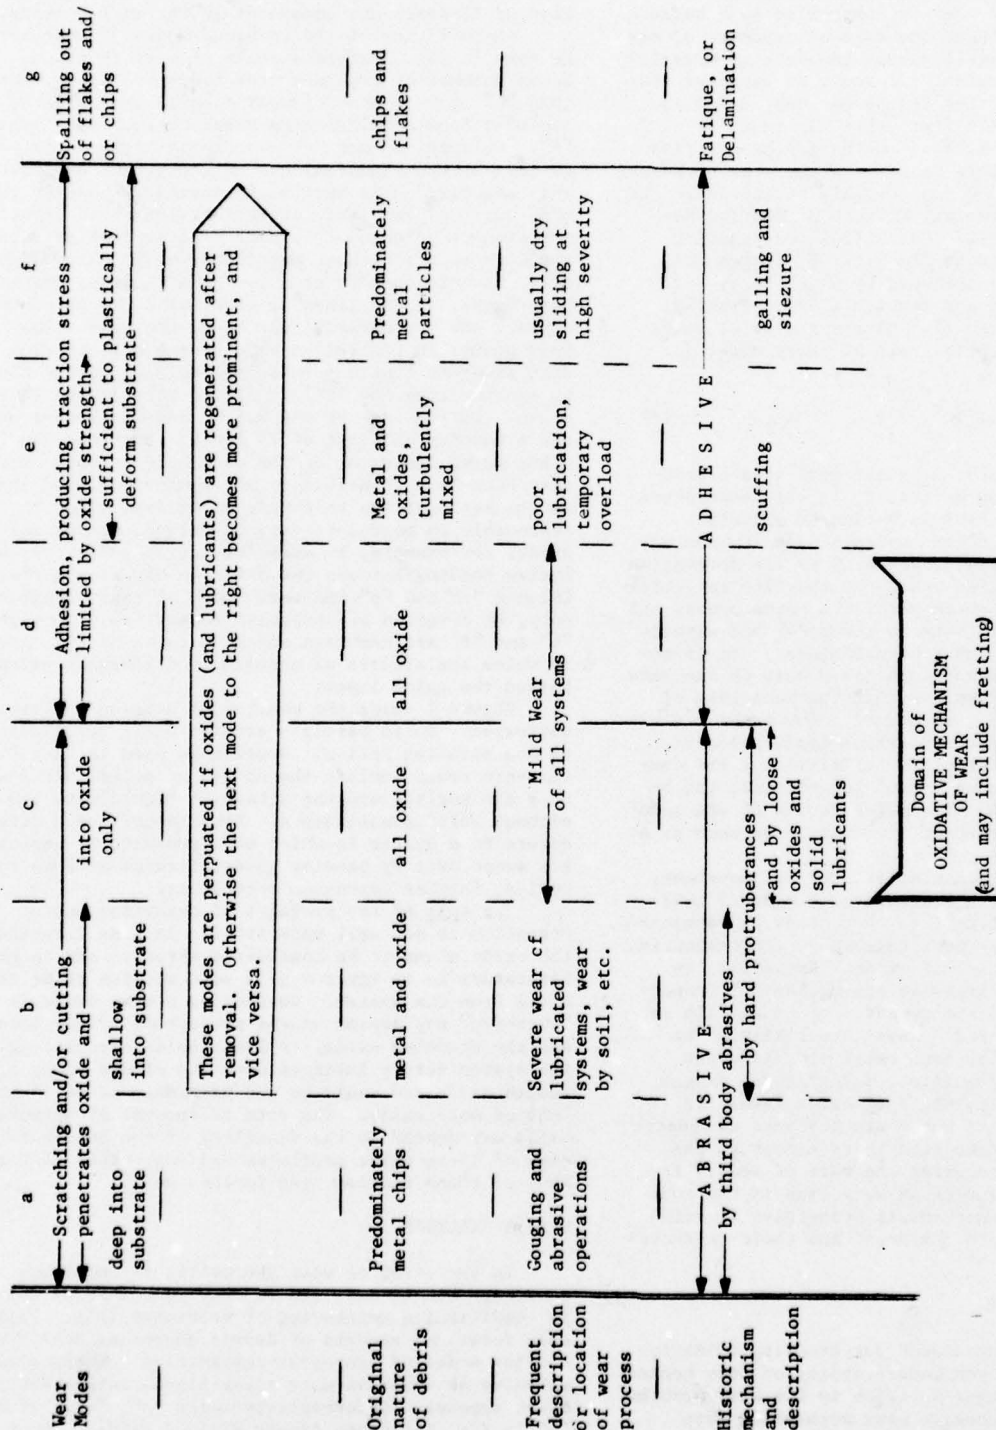 a b c d e f g
Wear
Modes
Scratching and/or cutting
penetrates oxide and
deep into
substrate
shallow
into substrate
into oxide
only
Adhesion, producing traction stress
limited by oxide strength
sufficient to plastically
deform substrate
Spalling out
of flakes and/
or chips
These modes are perpuated if oxides (and lubricants) are regenerated after
removal. Otherwise the next mode to the right becomes more prominent, and
vice versa.
Original
nature
of debris
Predominately
metal chips
metal and oxide
all oxide
all oxide
Metal and
oxides,
turbulently
mixed
Predominately
metal
particles
chips and
flakes
Frequent
description
or location
of wear
process
Gouging and
abrasive
operations
Severe wear cf
lubricated
systems, wear
by soil, etc.
Mild Wear
of all systems
poor
lubrication,
temporary
overload
usually dry
sliding at
high severity
Historic
mechanism
and
description
A B R A S I V E
by third body abrasives
by hard protruberances
and by loose
oxides and
solid
lubricants
A D H E S I V E
scuffing
galling and
siezure
Fatique, or
Delamination
Domain of
OXIDATIVE MECHANISM
OF WEAR
(and may include fretting)